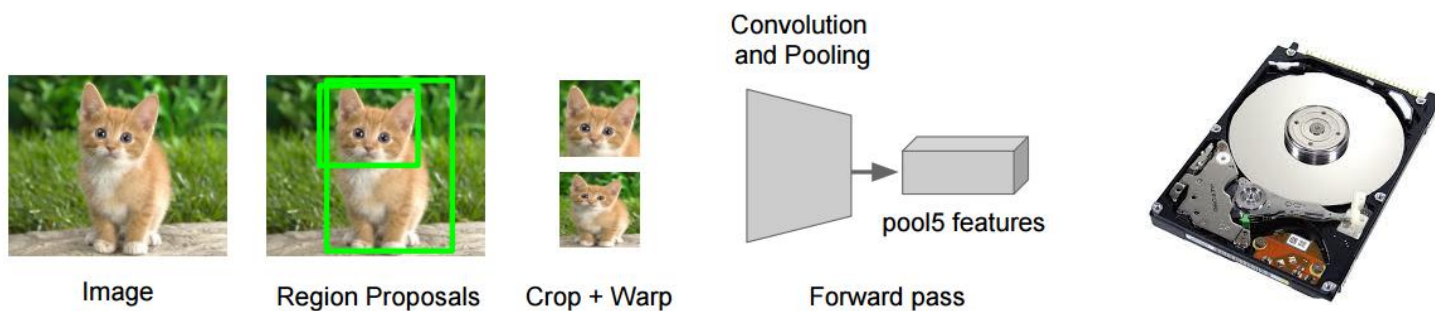 Convolution
and Pooling
pool5 features
Image
Region Proposals
Crop + Warp
Forward pass